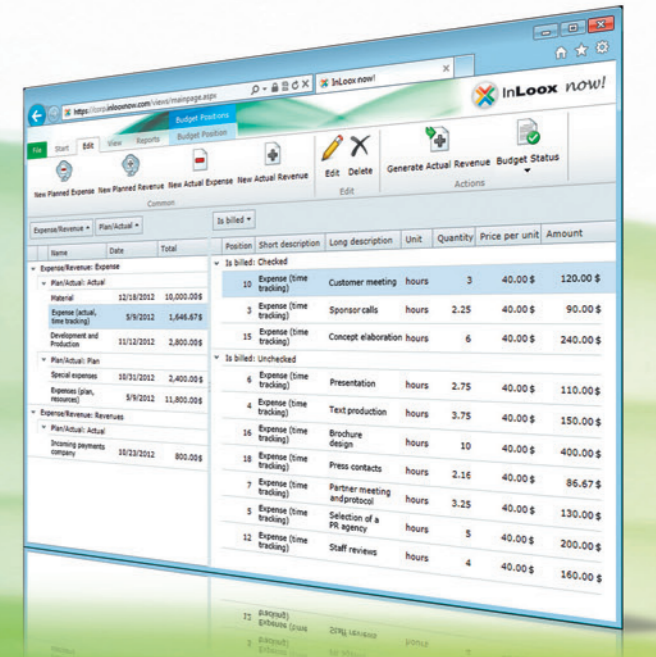 https://corp.inlooxnow.com/views/mainpage.aspx
InLoox now!
InLoox now!
Budget Positions
File Start Edit View Reports Budget Position
New Planned Expense New Planned Revenue New Actual Expense New Actual Revenue
Edit Delete
Generate Actual Revenue Budget Status
Common
Edit
Actions
Expense/Revenue Plan/Actual
Name Date Total
Expense/Revenue: Expense
Plan/Actual: Actual
Material 12/18/2012 10,000.00$
Expense (actual, time tracking) 5/9/2012 1,646.67$
Development and Production 11/12/2012 2,800.00$
Plan/Actual: Plan
Special expenses 10/31/2012 2,400.00$
Expenses (plan, resources) 5/9/2012 11,800.00$
Expense/Revenue: Revenues
Plan/Actual: Actual
Incoming payments company 10/23/2012 800.00$
Is billed
Position Short description Long description Unit Quantity Price per unit Amount
Is billed: Checked
10 Expense (time tracking) Customer meeting hours 3 40.00 $ 120.00 $
3 Expense (time tracking) Sponsor calls hours 2.25 40.00 $ 90.00 $
15 Expense (time tracking) Concept elaboration hours 6 40.00 $ 240.00 $
Is billed: Unchecked
6 Expense (time tracking) Presentation hours 2.75 40.00 $ 110.00 $
4 Expense (time tracking) Text production hours 3.75 40.00 $ 150.00 $
16 Expense (time tracking) Brochure design hours 10 40.00 $ 400.00 $
18 Expense (time tracking) Press contacts hours 2.16 40.00 $ 86.67 $
7 Expense (time tracking) Partner meeting andprotocol hours 3.25 40.00 $ 130.00 $
5 Expense (time tracking) Selection of a PR agency hours 5 40.00 $ 200.00 $
12 Expense (time tracking) Staff reviews hours 4 40.00 $ 160.00 $